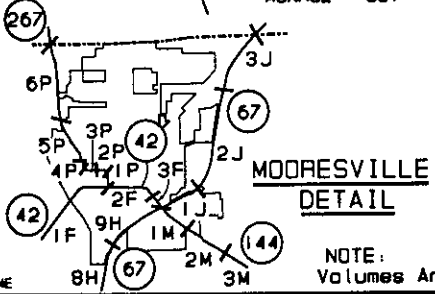 267
6P
3J
67
5P
3P
42
4P
2P
1P
3F
2J
MOORESVILLE
DETAIL
42
2F
1J
1F
9H
1M
144
2M
8H
67
3M
NOTE:
Volumes Ar